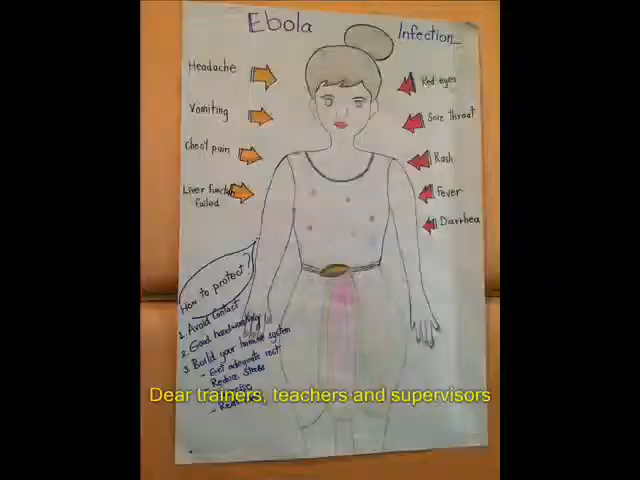 Ebola Infection
Headache
Vomiting
Chest pain
Liver function
failed
Red eyes
Sore throat
Rash
Fever
Diarrhea
How to protect?
1. Avoid Contact
2. Good handwashing
3. Build your immune system
- Get adequate rest
- Reduce stress
Dear trainers, teachers and supervisors